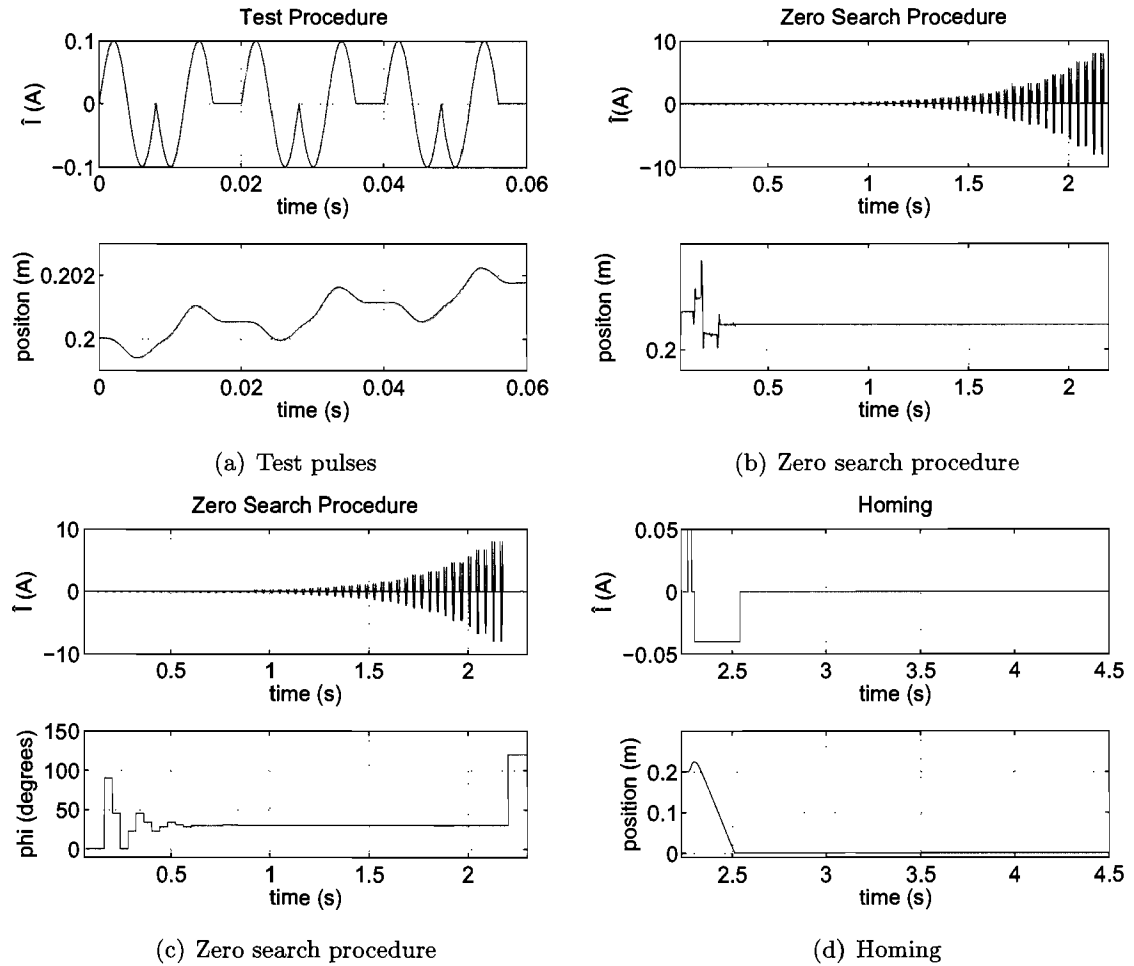 Test Procedure
0.1
0
−0.1
Î (A)
0
0.02
0.04
0.06
time (s)
0.202
0.2
positon (m)
0
0.02
0.04
0.06
time (s)
(a) Test pulses
Zero Search Procedure
10
0
−10
Î(A)
0.5
1
1.5
2
time (s)
0.2
position (m)
0.5
1
1.5
2
time (s)
(b) Zero search procedure
Zero Search Procedure
10
0
−10
Î (A)
0.5
1
1.5
2
time (s)
150
100
50
0
phi (degrees)
0.5
1
1.5
2
time (s)
(c) Zero search procedure
Homing
0.05
0
−0.05
Î (A)
2.5
3
3.5
4
4.5
time (s)
0.2
0.1
0
position (m)
2.5
3
3.5
4
4.5
time (s)
(d) Homing